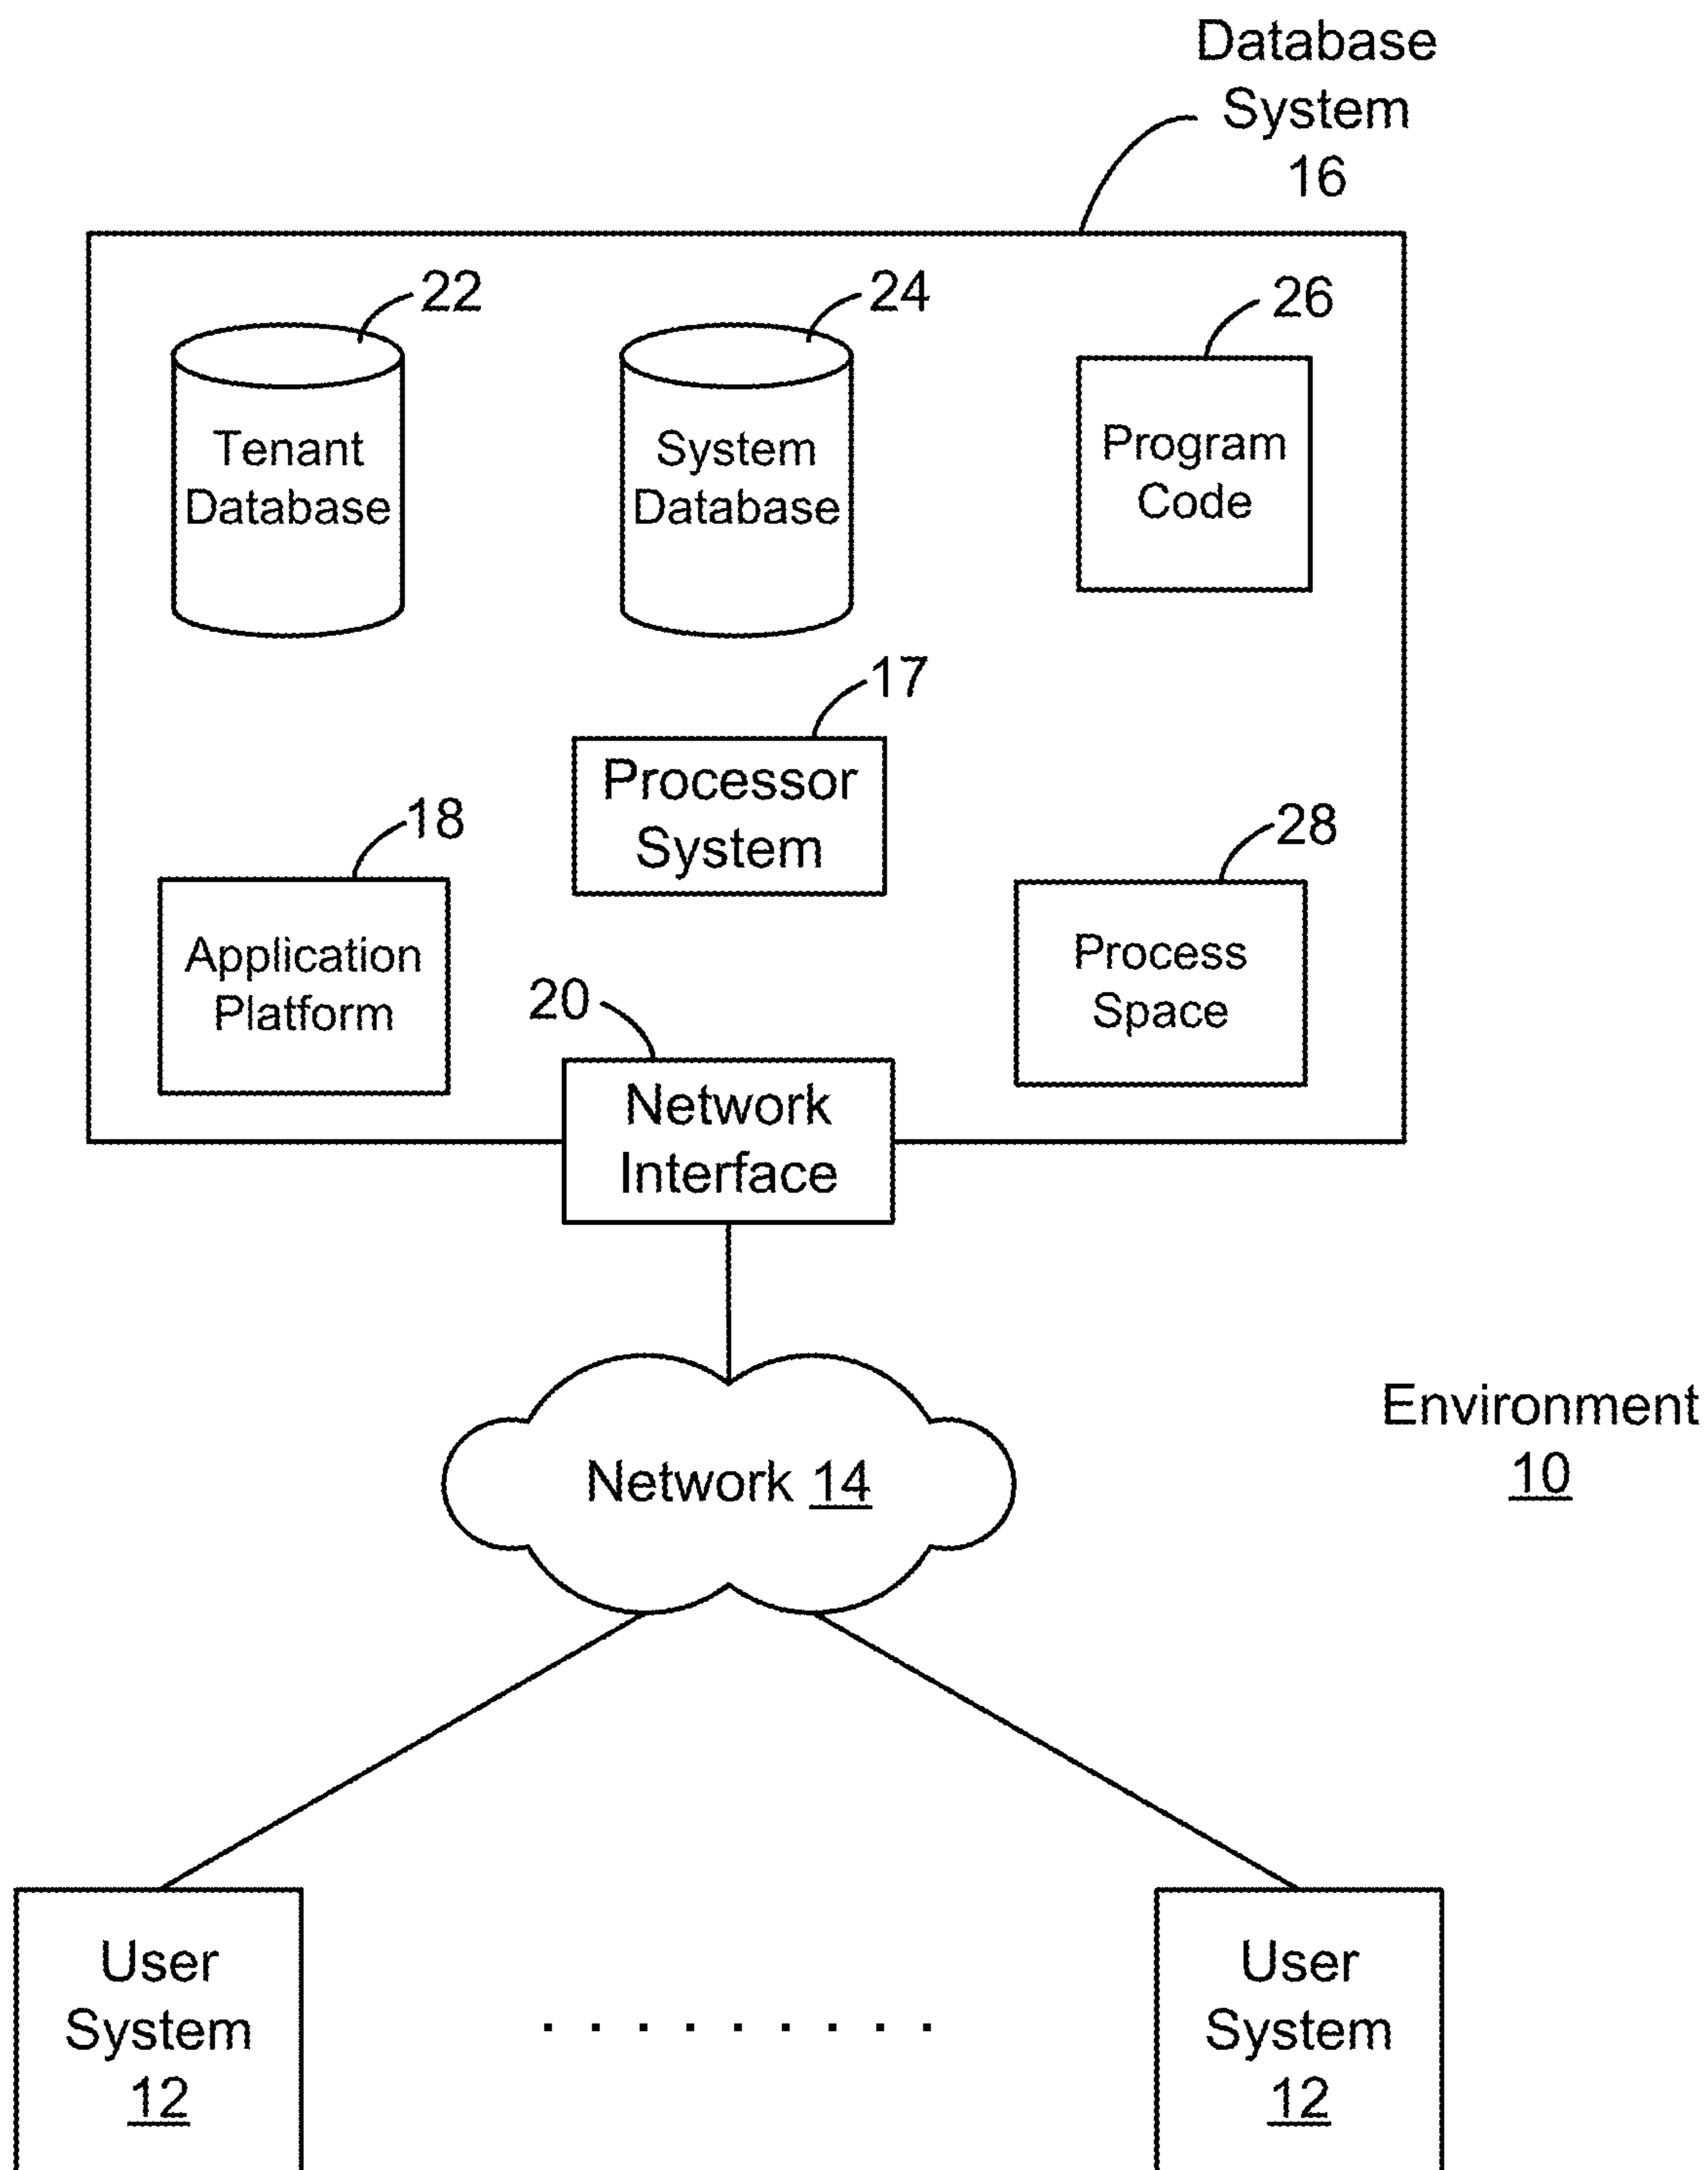 Database
System
16
22
24
26
Tenant
Database
System
Database
Program
Code
17
Processor
System
18
28
Application
Platform
Process
Space
20
Network
Interface
Environment
10
Network 14
User
System
12
. . . . . . . . .
User
System
12